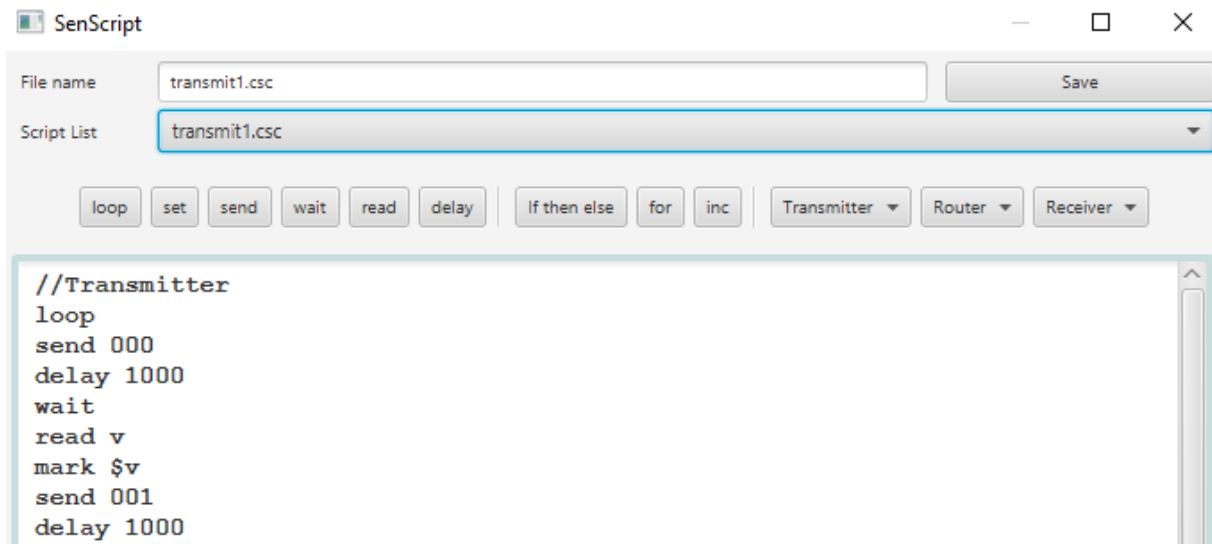 SenScript
File name transmit1.csc Save
Script List transmit1.csc
loop set send wait read delay If then else for inc Transmitter Router Receiver
//Transmitter
loop
send 000
delay 1000
wait
read v
mark $v
send 001
delay 1000